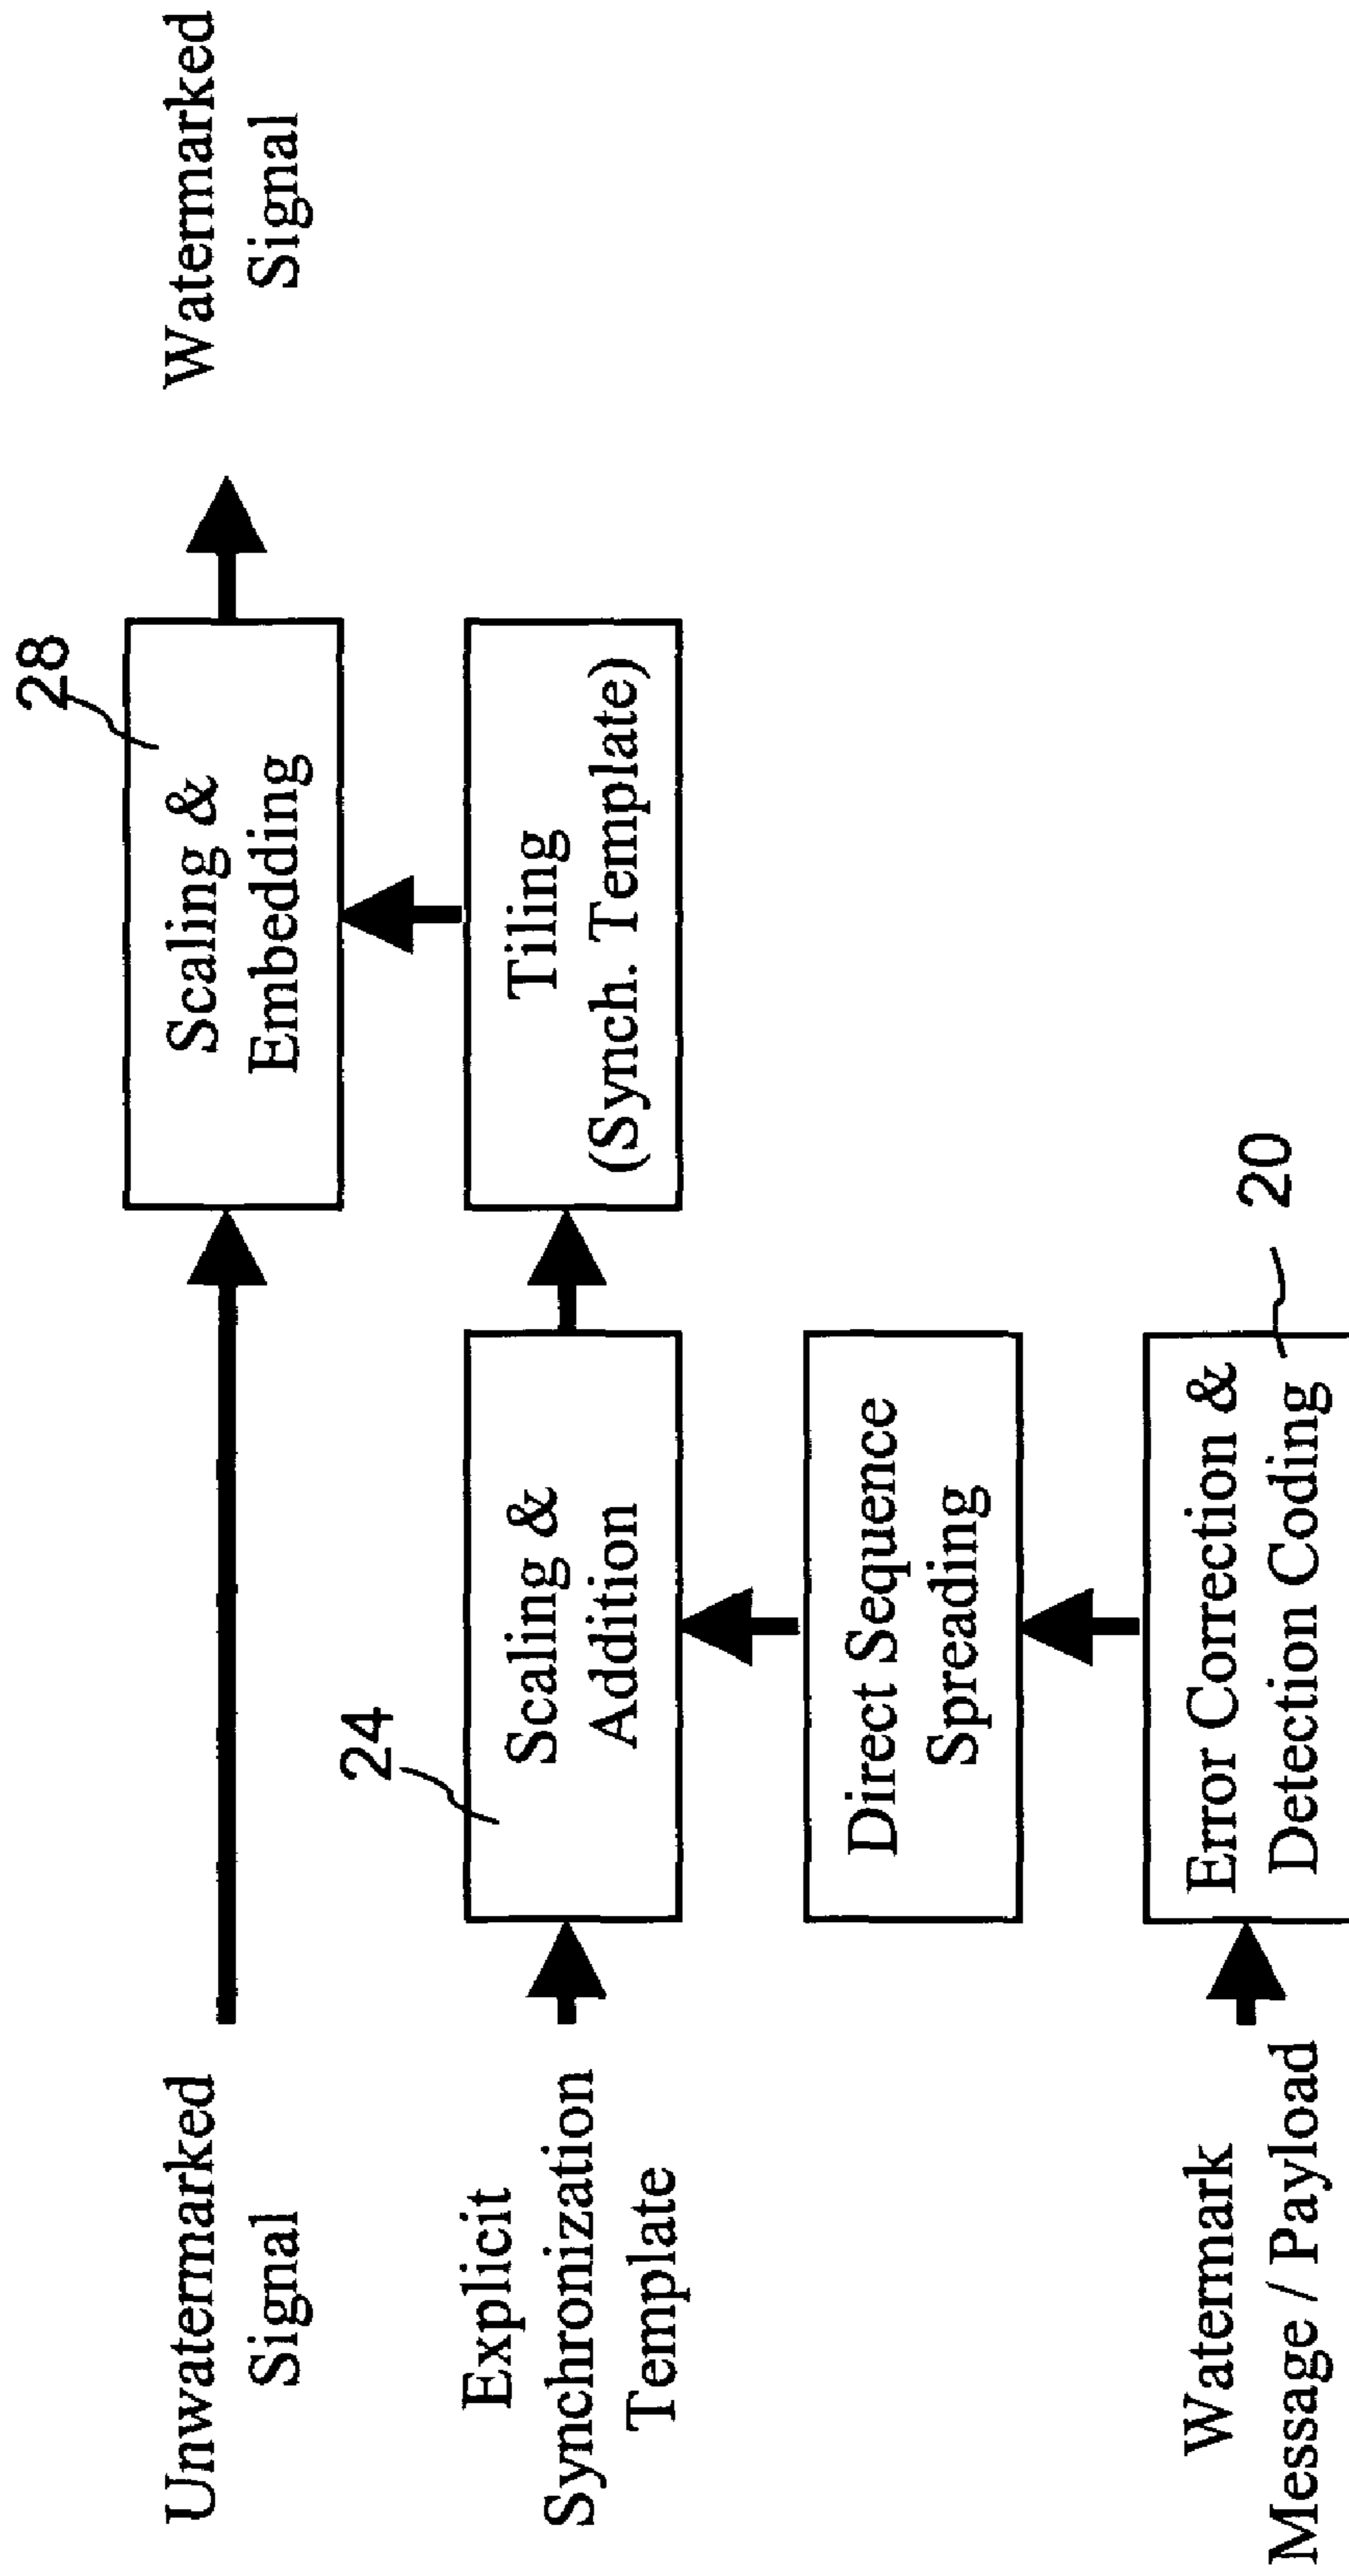 Unwatermarked
Signal
28
Scaling &
Embedding
Watermarked
Signal
Explicit
Synchronization
Template
24
Scaling &
Addition
Tiling
(Synch. Template)
Direct Sequence
Spreading
Watermark
Message / Payload
Error Correction &
Detection Coding
20